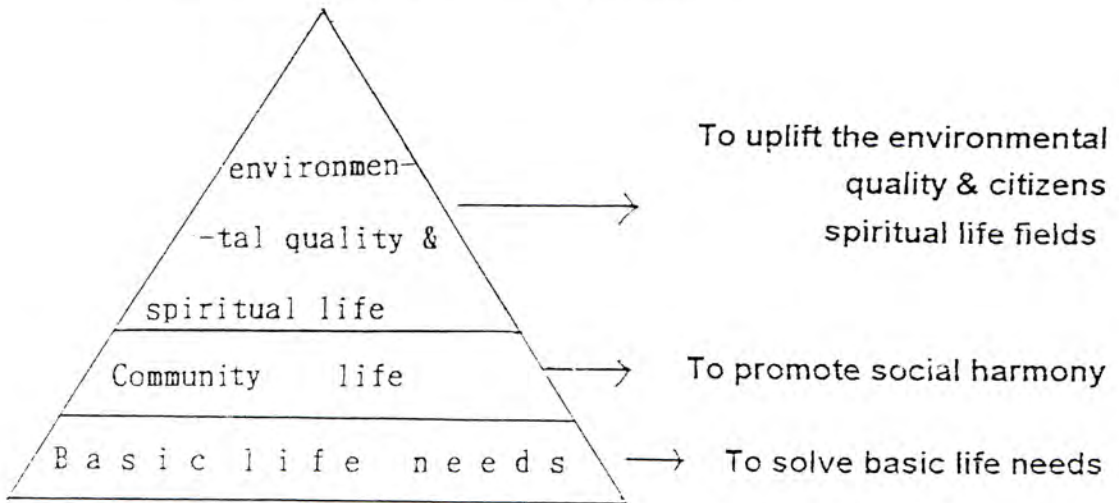 environmen-
-tal quality &
spiritual life
Community life
Basic life needs
To uplift the environmental
quality & citizens
spiritual life fields
To promote social harmony
To solve basic life needs